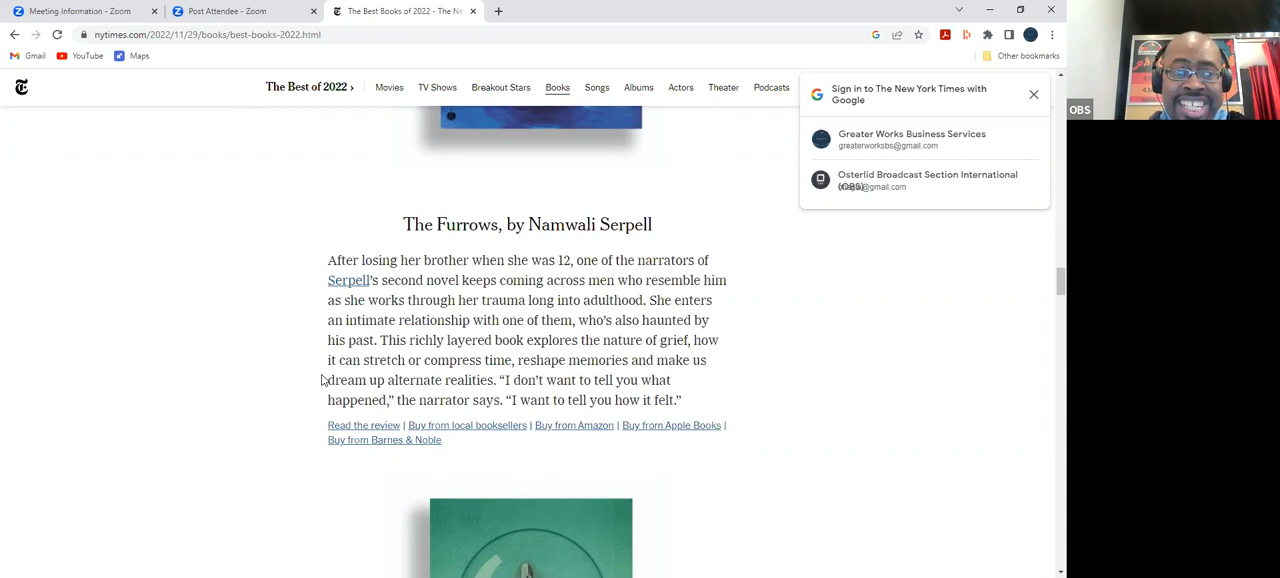 Meeting Information - Zoom
Post Attendee - Zoom
The Best Books of 2022 - The Ne
nytimes.com/2022/11/29/books/best-books-2022.html
Gmail
YouTube
Maps
Other bookmarks
The Best of 2022 ›
Movies
TV Shows
Breakout Stars
Books
Songs
Albums
Actors
Theater
Podcasts
Sign in to The New York Times with
Google
Greater Works Business Services
greaterworksbs@gmail.com
Osterlid Broadcast Section International
(OBS)
@gmail.com
OBS
The Furrows, by Namwali Serpell
After losing her brother when she was 12, one of the narrators of
Serpell’s second novel keeps coming across men who resemble him
as she works through her trauma long into adulthood. She enters
an intimate relationship with one of them, who’s also haunted by
his past. This richly layered book explores the nature of grief, how
it can stretch or compress time, reshape memories and make us
dream up alternate realities. “I don’t want to tell you what
happened,” the narrator says. “I want to tell you how it felt.”
Read the review | Buy from local booksellers | Buy from Amazon | Buy from Apple Books |
Buy from Barnes & Noble